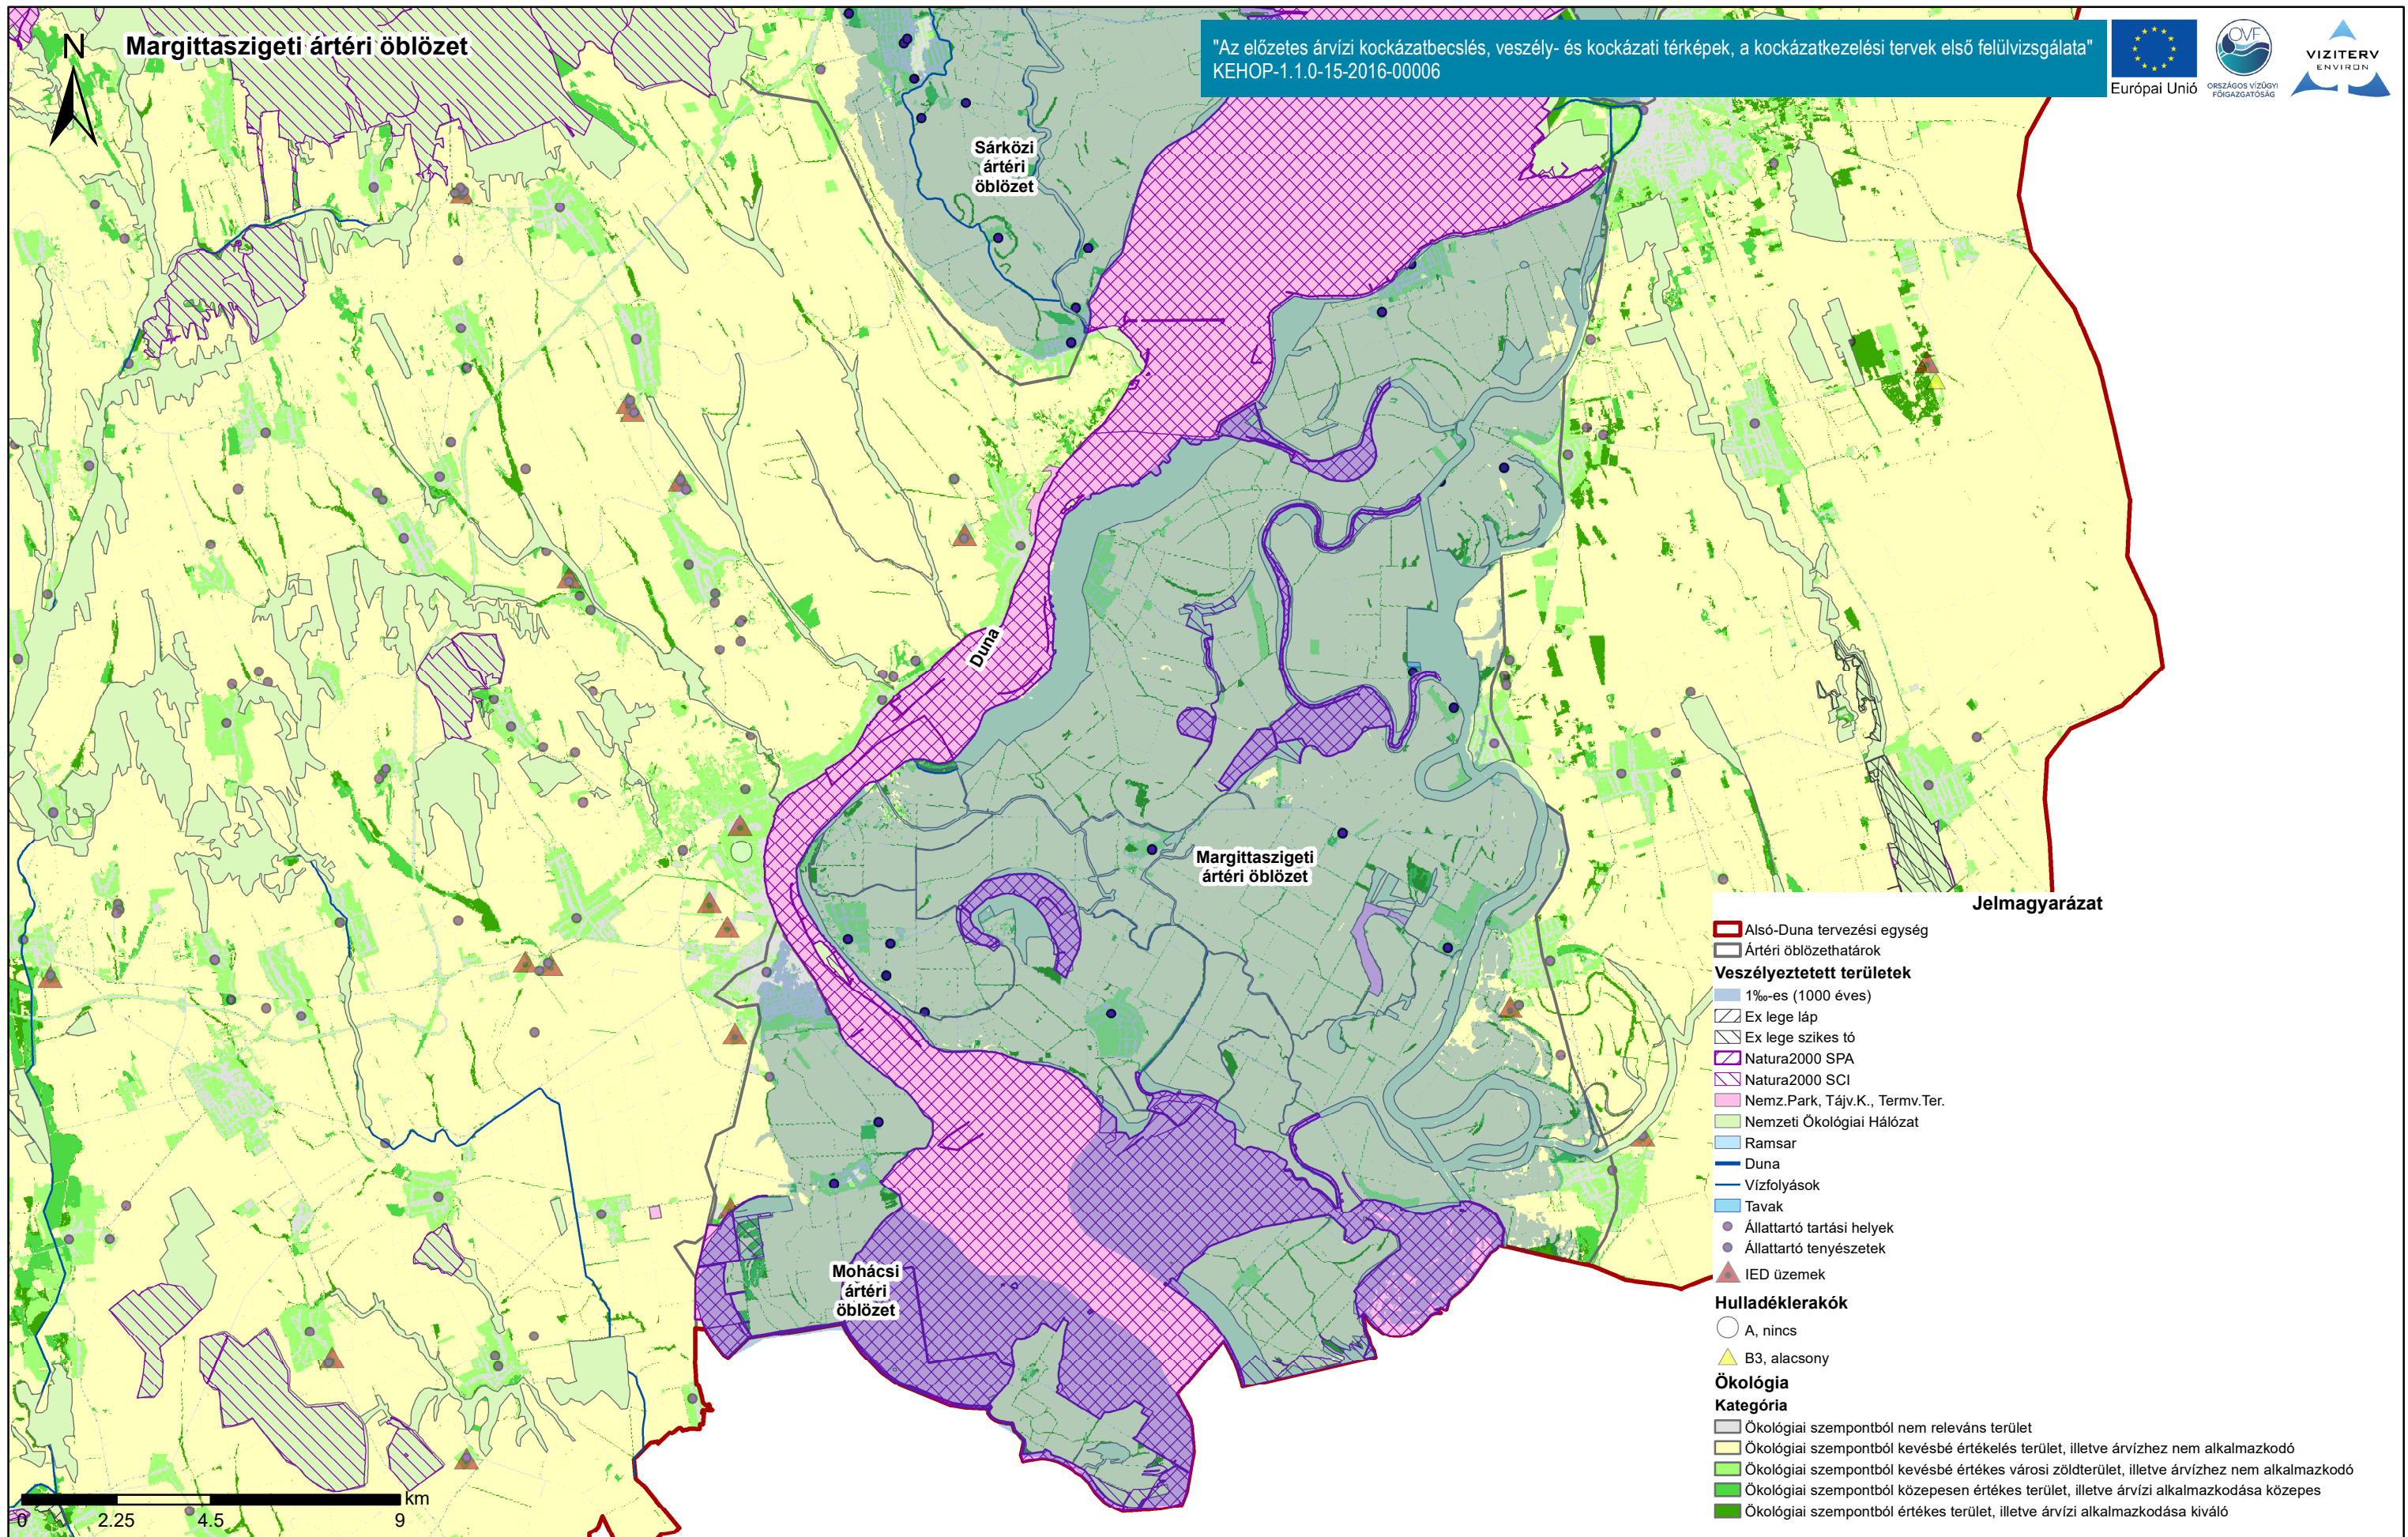 N
Margittaszigeti ártéri öblözet
"Az előzetes árvízi kockázatbecslés, veszély- és kockázati térképek, a kockázatkezelési tervek első felülvizsgálata"
KEHOP-1.1.0-15-2016-00006
Európai Unió
OVF
ORSZÁGOS VÍZÜGYI
FŐIGAZGATÓSÁG
VIZITERV
ENVIRON
Sárközi
ártéri
öblözet
Duna
Margittaszigeti
ártéri öblözet
Mohácsi
ártéri
öblözet
Jelmagyarázat
Alsó-Duna tervezési egység
Ártéri öblözethatárok
Veszélyeztetett területek
1‰-es (1000 éves)
Ex lege láp
Ex lege szikes tó
Natura2000 SPA
Natura2000 SCI
Nemz.Park, Tájv.K., Termv.Ter.
Nemzeti Ökológiai Hálózat
Ramsar
Duna
Vízfolyások
Tavak
Állattartó tartási helyek
Állattartó tenyészetek
IED üzemek
Hulladéklerakók
A, nincs
B3, alacsony
Ökológia
Kategória
Ökológiai szempontból nem releváns terület
Ökológiai szempontból kevésbé értékelés terület, illetve árvízhez nem alkalmazkodó
Ökológiai szempontból kevésbé értékes városi zöldterület, illetve árvízhez nem alkalmazkodó
Ökológiai szempontból közepesen értékes terület, illetve árvízi alkalmazkodása közepes
Ökológiai szempontból értékes terület, illetve árvízi alkalmazkodása kiváló
km
0 2.25 4.5 9